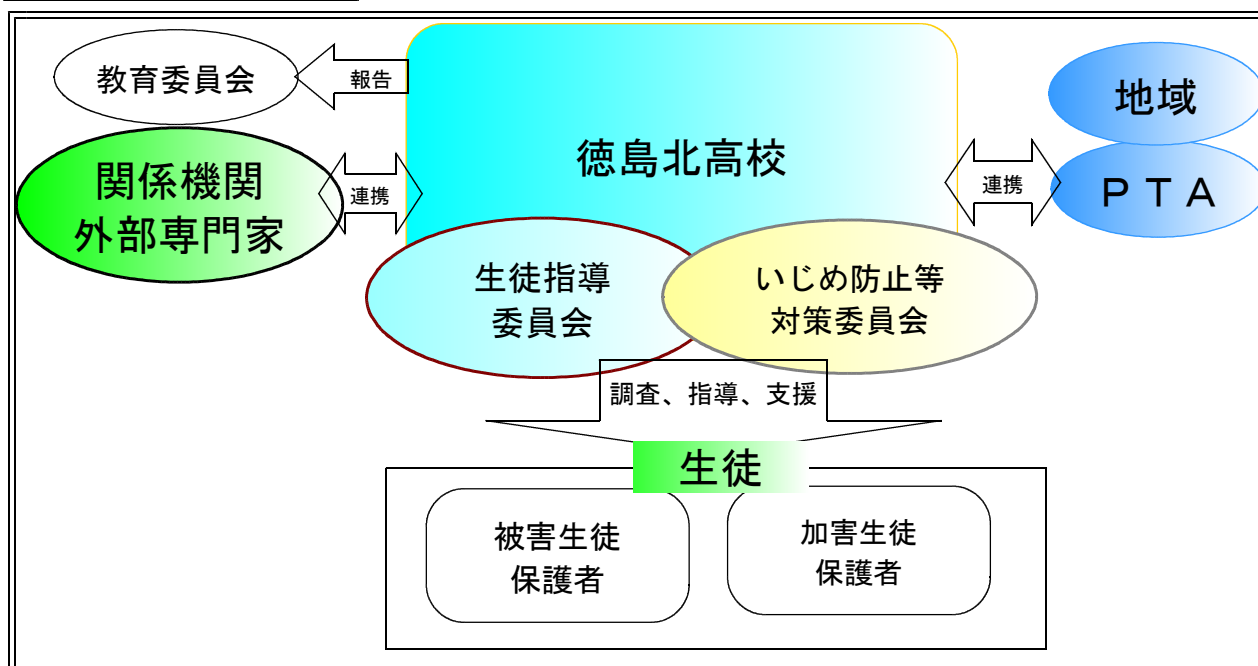 教育委員会
報告
徳島北高校
地域
関係機関
外部専門家
連携
連携
ＰＴＡ
生徒指導
委員会
いじめ防止等
対策委員会
調査、指導、支援
生徒
被害生徒
保護者
加害生徒
保護者